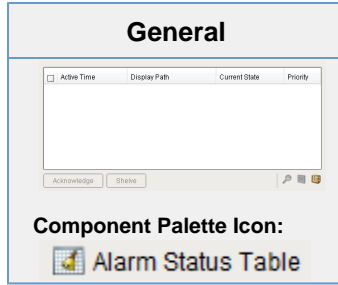 General
Active Time Display Path Current State Priority
Acknowledge Shelve
Component Palette Icon:
Alarm Status Table